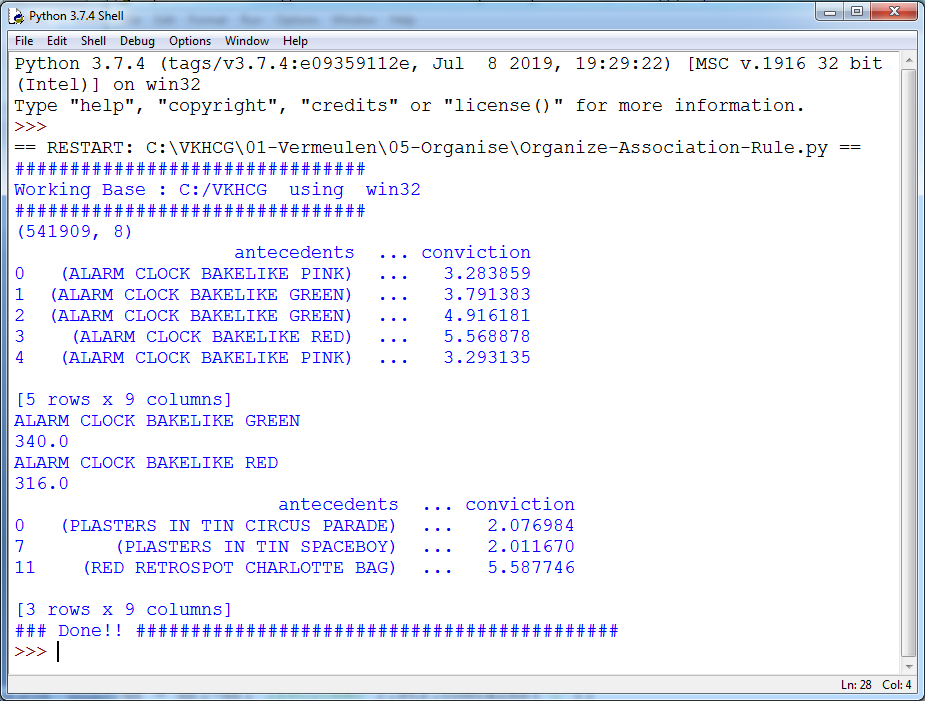 Python 3.7.4 Shell
File Edit Shell Debug Options Window Help
Python 3.7.4 (tags/v3.7.4:e09359112e, Jul  8 2019, 19:29:22) [MSC v.1916 32 bit
(Intel)] on win32
Type "help", "copyright", "credits" or "license()" for more information.
>>>
== RESTART: C:\VKHCG\01-Vermeulen\05-Organise\Organize-Association-Rule.py ==
################################
Working Base : C:/VKHCG  using  win32
################################
(541909, 8)
                    antecedents  ... conviction
0   (ALARM CLOCK BAKELIKE PINK)  ...   3.283859
1  (ALARM CLOCK BAKELIKE GREEN)  ...   3.791383
2  (ALARM CLOCK BAKELIKE GREEN)  ...   4.916181
3    (ALARM CLOCK BAKELIKE RED)  ...   5.568878
4   (ALARM CLOCK BAKELIKE PINK)  ...   3.293135
[5 rows x 9 columns]
ALARM CLOCK BAKELIKE GREEN
340.0
ALARM CLOCK BAKELIKE RED
316.0
                        antecedents  ... conviction
0   (PLASTERS IN TIN CIRCUS PARADE)  ...   2.076984
7        (PLASTERS IN TIN SPACEBOY)  ...   2.011670
11    (RED RETROSPOT CHARLOTTE BAG)  ...   5.587746
[3 rows x 9 columns]
### Done!! ############################################
>>>
Ln: 28 Col: 4